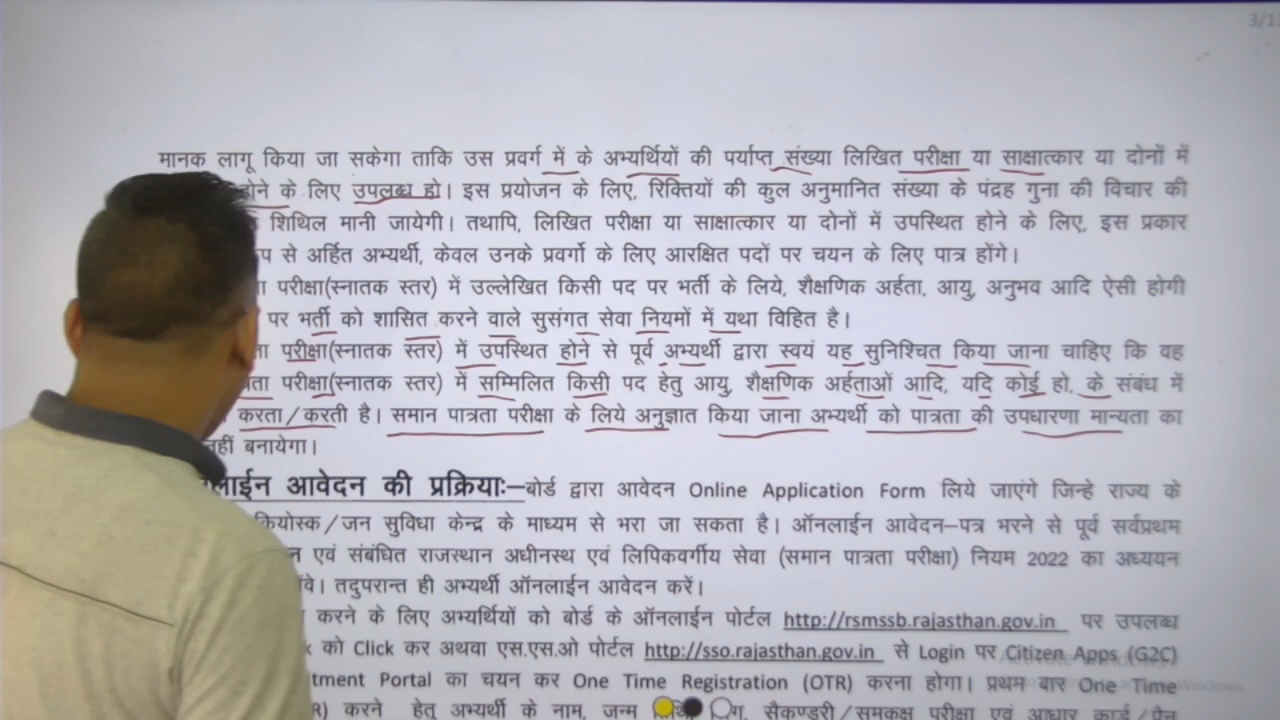 3/1
मानक लागू किया जा सकेगा ताकि उस प्रवर्ग में के अभ्यर्थियों की पर्याप्त संख्या लिखित परीक्षा या साक्षात्कार या दोनों में
होने के लिए उपलब्ध हो। इस प्रयोजन के लिए, रिक्तियों की कुल अनुमानित संख्या के पंद्रह गुना की विचार की
शिथिल मानी जायेगी। तथापि, लिखित परीक्षा या साक्षात्कार या दोनों में उपस्थित होने के लिए, इस प्रकार
से अर्हित अभ्यर्थी, केवल उनके प्रवर्गो के लिए आरक्षित पदों पर चयन के लिए पात्र होंगे।
परीक्षा(स्नातक स्तर) में उल्लेखित किसी पद पर भर्ती के लिये, शैक्षणिक अर्हता, आयु, अनुभव आदि ऐसी होगी
पर भर्ती को शासित करने वाले सुसंगत सेवा नियमों में यथा विहित है।
परीक्षा(स्नातक स्तर) में उपस्थित होने से पूर्व अभ्यर्थी द्वारा स्वयं यह सुनिश्चित किया जाना चाहिए कि वह
परीक्षा(स्नातक स्तर) में सम्मिलित किसी पद हेतु आयु, शैक्षणिक अर्हताओं आदि, यदि कोई हो, के संबंध में
करता/करती है। समान पात्रता परीक्षा के लिये अनुज्ञात किया जाना अभ्यर्थी को पात्रता की उपधारणा मान्यता का
नहीं बनायेगा।
लाईन आवेदन की प्रक्रियाः–बोर्ड द्वारा आवेदन Online Application Form लिये जाएंगे जिन्हे राज्य के
कियोस्क/जन सुविधा केन्द्र के माध्यम से भरा जा सकता है। ऑनलाईन आवेदन–पत्र भरने से पूर्व सर्वप्रथम
एवं संबंधित राजस्थान अधीनस्थ एवं लिपिकवर्गीय सेवा (समान पात्रता परीक्षा) नियम 2022 का अध्ययन
तदुपरान्त ही अभ्यर्थी ऑनलाईन आवेदन करें।
करने के लिए अभ्यर्थियों को बोर्ड के ऑनलाईन पोर्टल http://rsmssb.rajasthan.gov.in पर उपलब्ध
को Click कर अथवा एस.एस.ओ पोर्टल http://sso.rajasthan.gov.in से Login पर Citizen Apps (G2C)
tment Portal का चयन कर One Time Registration (OTR) करना होगा। प्रथम बार One Time
R) करने हेतु अभ्यर्थी के नाम, जन्म सैकण्डरी/समकक्ष परीक्षा एवं आधार कार्ड/पैन